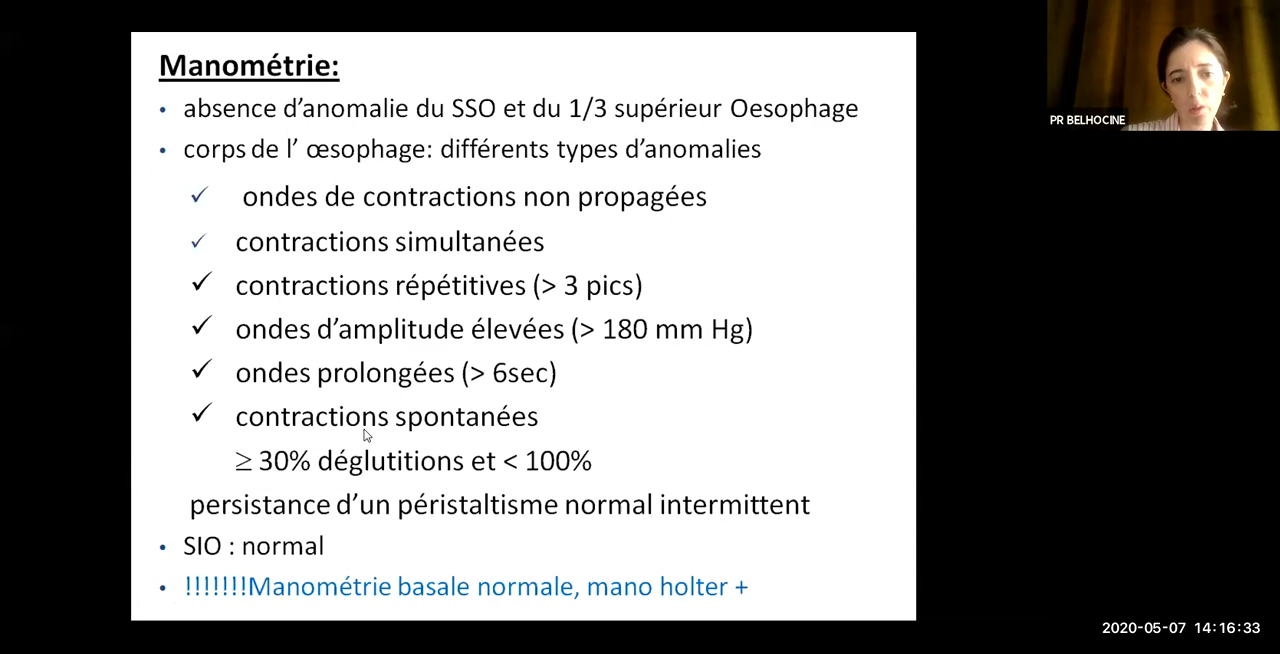 Manométrie:
• absence d’anomalie du SSO et du 1/3 supérieur Oesophage
• corps de l’ œsophage: différents types d’anomalies
✓ ondes de contractions non propagées
✓ contractions simultanées
✓ contractions répétitives (> 3 pics)
✓ ondes d’amplitude élevées (> 180 mm Hg)
✓ ondes prolongées (> 6sec)
✓ contractions spontanées
≥ 30% déglutitions et < 100%
persistance d’un péristaltisme normal intermittent
• SIO : normal
• !!!!!!!Manométrie basale normale, mano holter +
PR BELHOCINE
2020-05-07 14:16:33